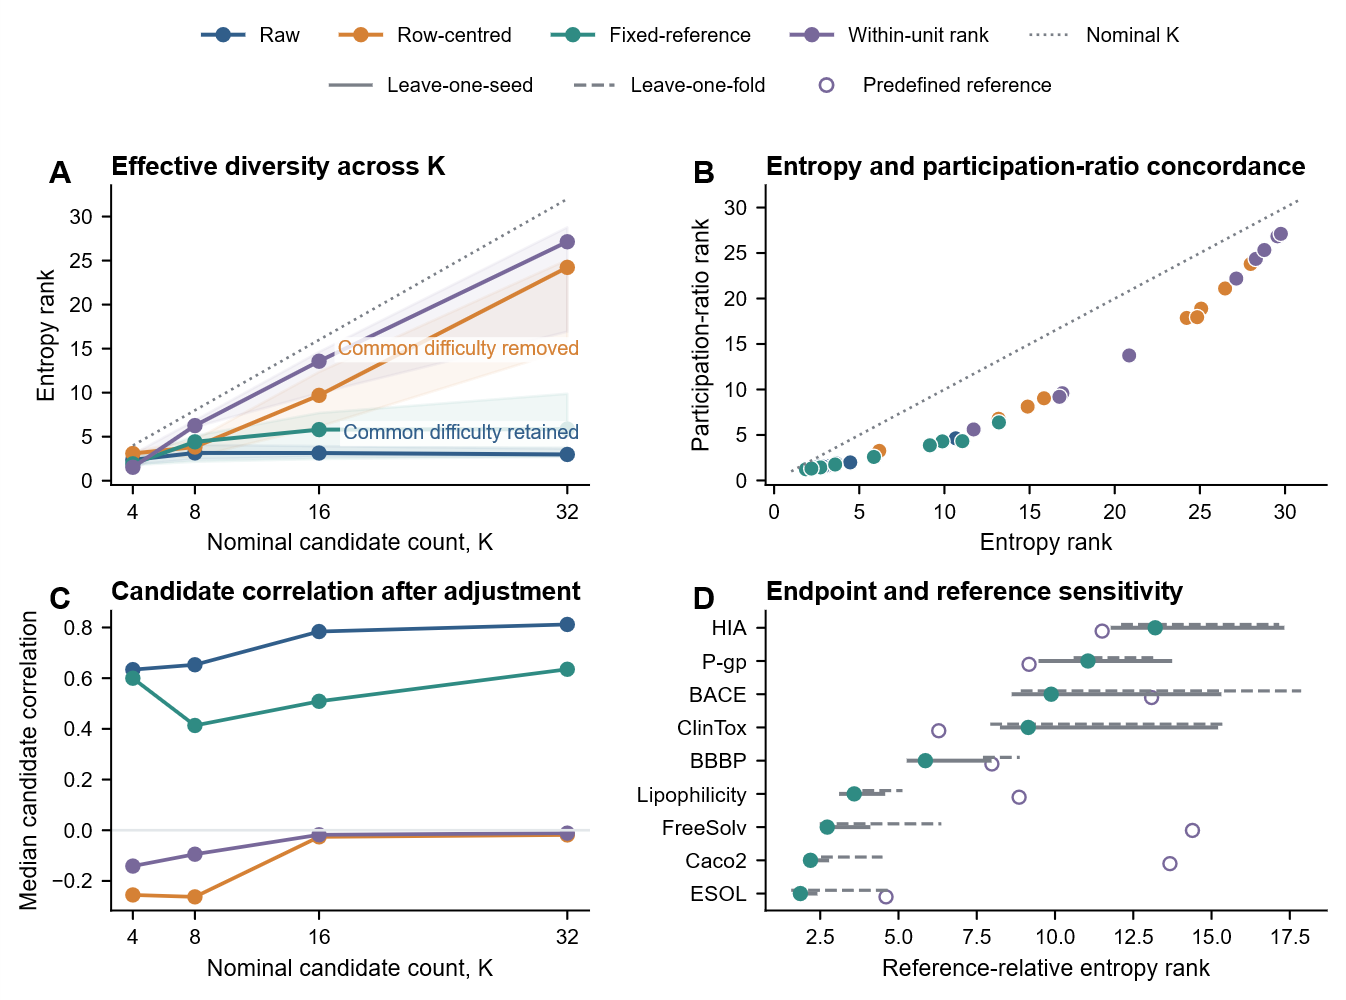 Raw Row-centred Fixed-reference Within-unit rank Nominal K
Leave-one-seed Leave-one-fold Predefined reference
A Effective diversity across K
Entropy rank
30
25
20
15
10
5
0
Common difficulty removed
Common difficulty retained
4 8 16 32
Nominal candidate count, K
B Entropy and participation-ratio concordance
Participation-ratio rank
30
25
20
15
10
5
0
0 5 10 15 20 25 30
Entropy rank
C Candidate correlation after adjustment
Median candidate correlation
0.8
0.6
0.4
0.2
0.0
−0.2
4 8 16 32
Nominal candidate count, K
D Endpoint and reference sensitivity
HIA
P-gp
BACE
ClinTox
BBBP
Lipophilicity
FreeSolv
Caco2
ESOL
2.5 5.0 7.5 10.0 12.5 15.0 17.5
Reference-relative entropy rank